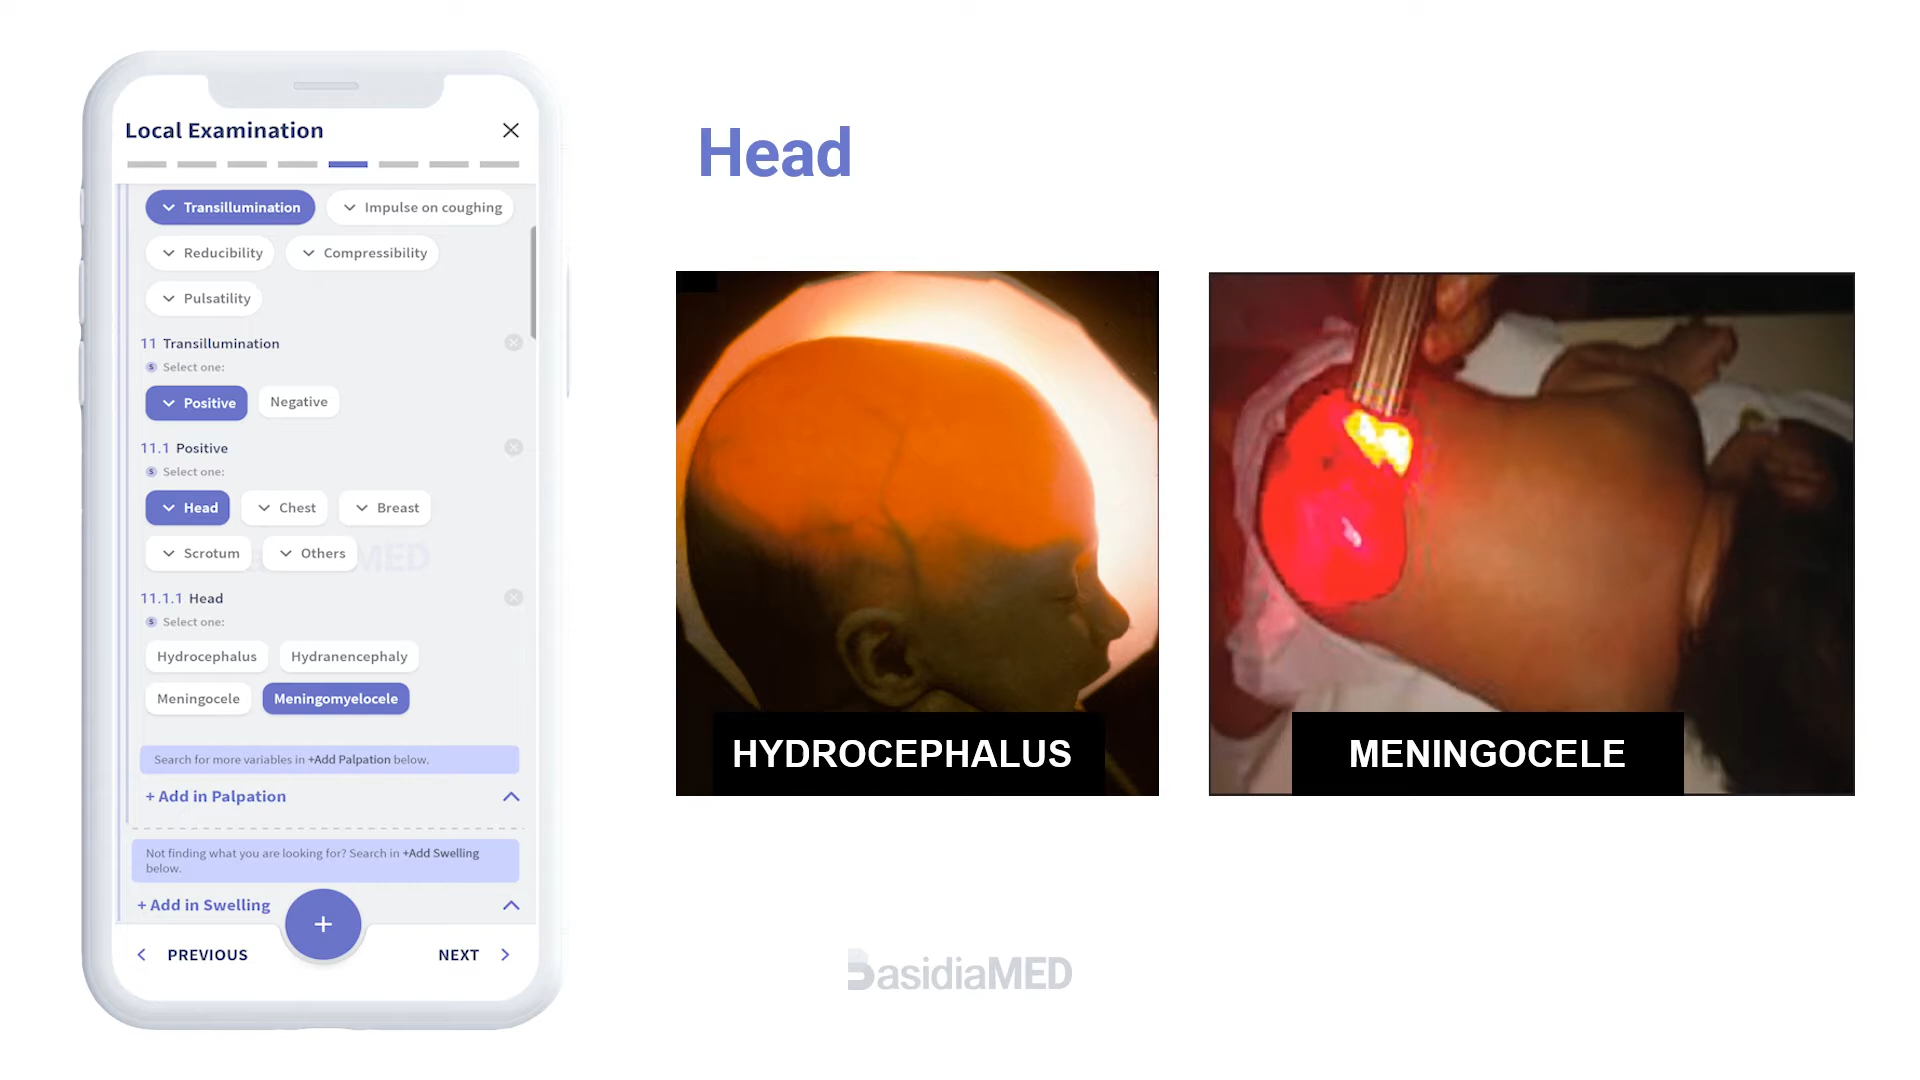 Local Examination
Transillumination
Impulse on coughing
Reducibility
Compressibility
Pulsatility
11 Transillumination
S Select one:
Positive
Negative
11.1 Positive
S Select one:
Head
Chest
Breast
Scrotum
Others
MED
11.1.1 Head
S Select one:
Hydrocephalus
Hydranencephaly
Meningocele
Meningomyelocele
Search for more variables in +Add Palpation below.
+ Add in Palpation
Not finding what you are looking for? Search in +Add Swelling
below.
+ Add in Swelling
+
PREVIOUS
NEXT
Head
HYDROCEPHALUS
MENINGOCELE
BasidiaMED